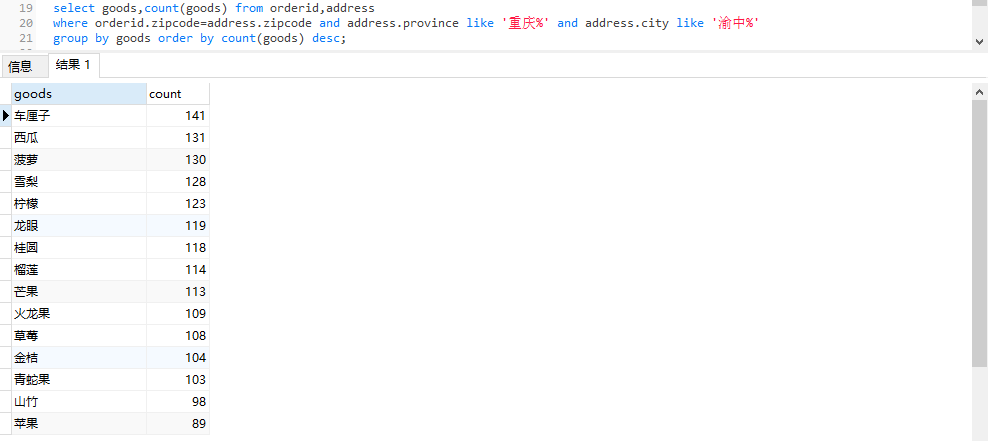 19 select goods,count(goods) from orderid,address
20 where orderid.zipcode=address.zipcode and address.province like '重庆%' and address.city like '渝中%'
21 group by goods order by count(goods) desc;
信息 结果 1
goods count
车厘子 141
西瓜 131
菠萝 130
雪梨 128
柠檬 123
龙眼 119
桂圆 118
榴莲 114
芒果 113
火龙果 109
草莓 108
金桔 104
青蛇果 103
山竹 98
苹果 89